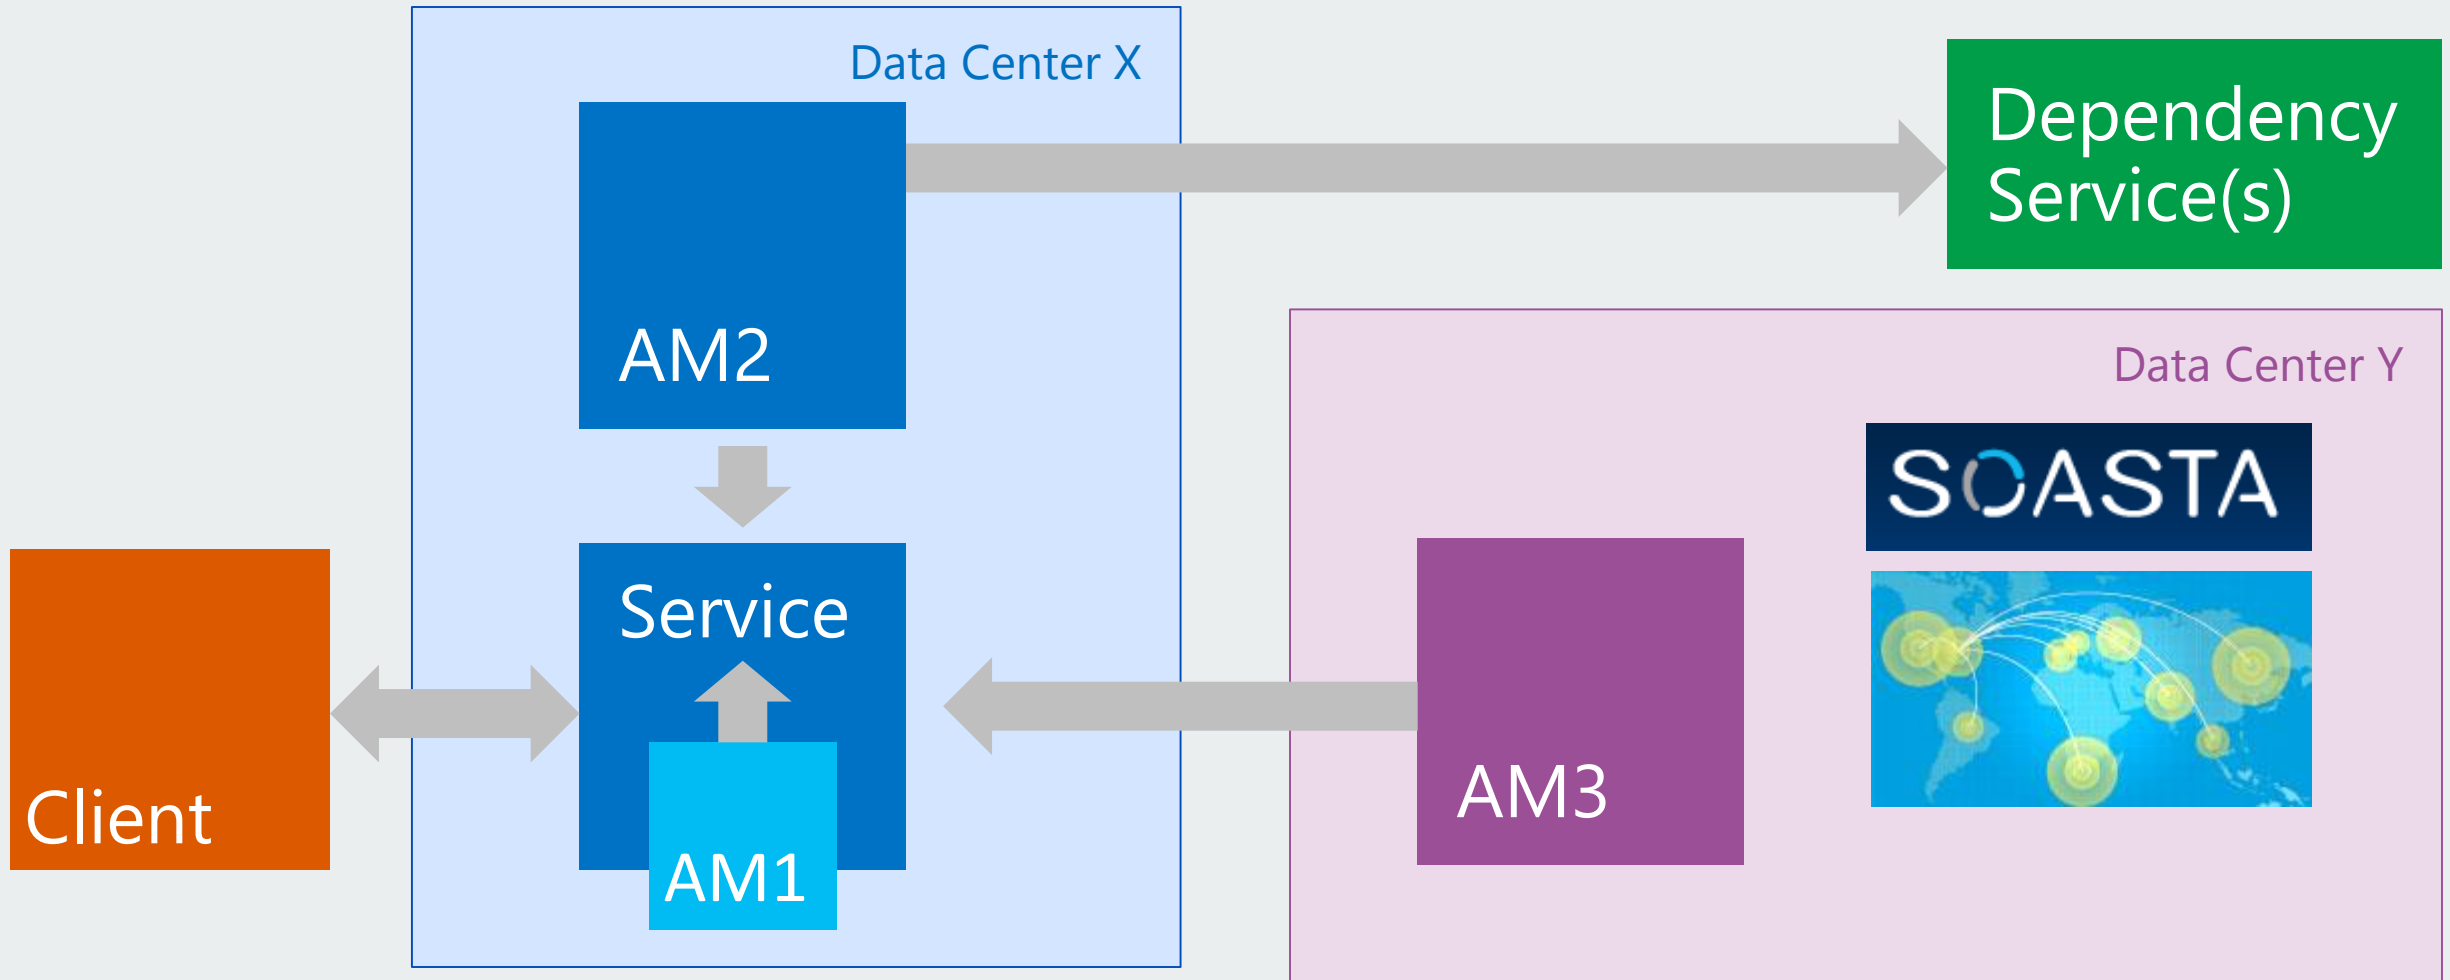 Data Center X
Dependency
Service(s)
AM2
Data Center Y
SOASTA
Service
Client
AM1
AM3